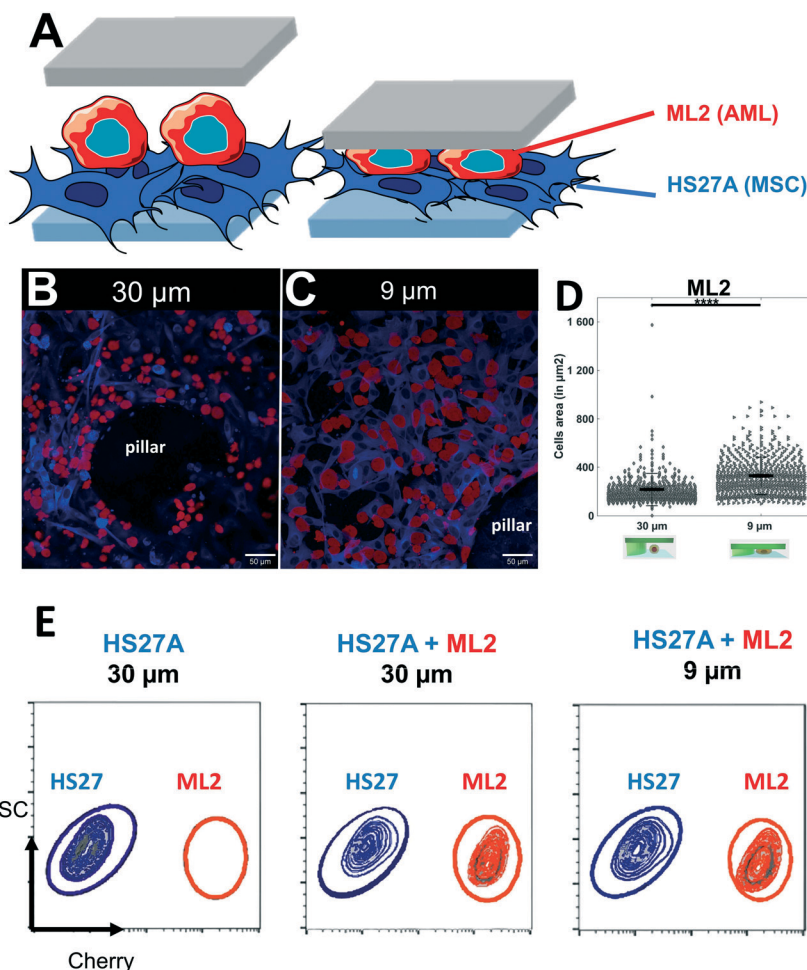 A
ML2 (AML)
HS27A (MSC)
B
30 µm
C
9 µm
D
ML2
****
pillar
pillar
50 µm
50 µm
Cells area (in µm2)
1 600
1 200
800
400
0
30 µm
9 µm
E
HS27A
30 µm
HS27A + ML2
30 µm
HS27A + ML2
9 µm
HS27
ML2
HS27
ML2
HS27
ML2
SC
Cherry